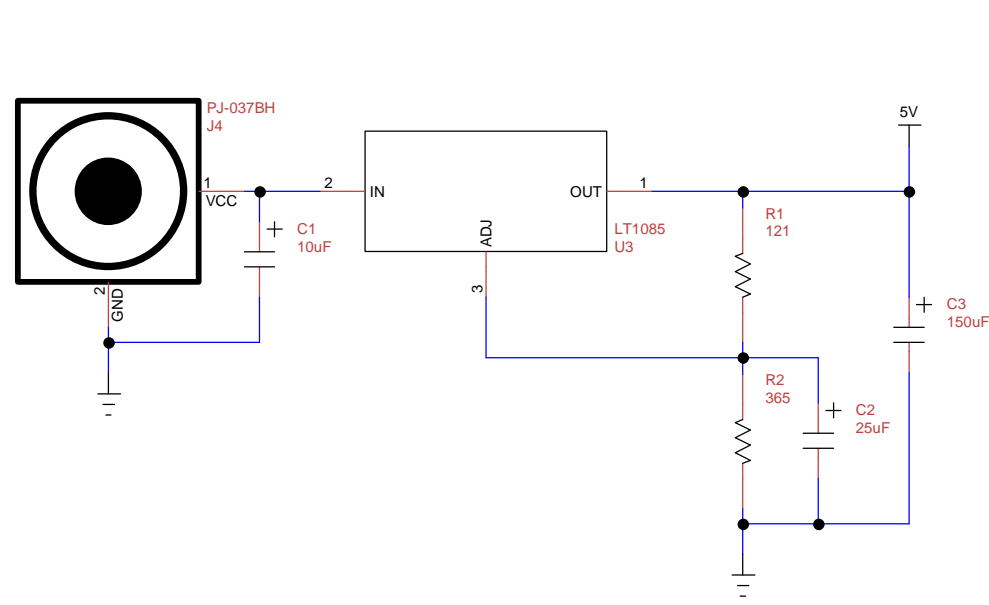 5V
PJ-037BH
J4
1
VCC
2
IN
OUT
1
ADJ
LT1085
U3
+
C1
10uF
R1
121
3
2
GND
+
C3
150uF
R2
365
+
C2
25uF